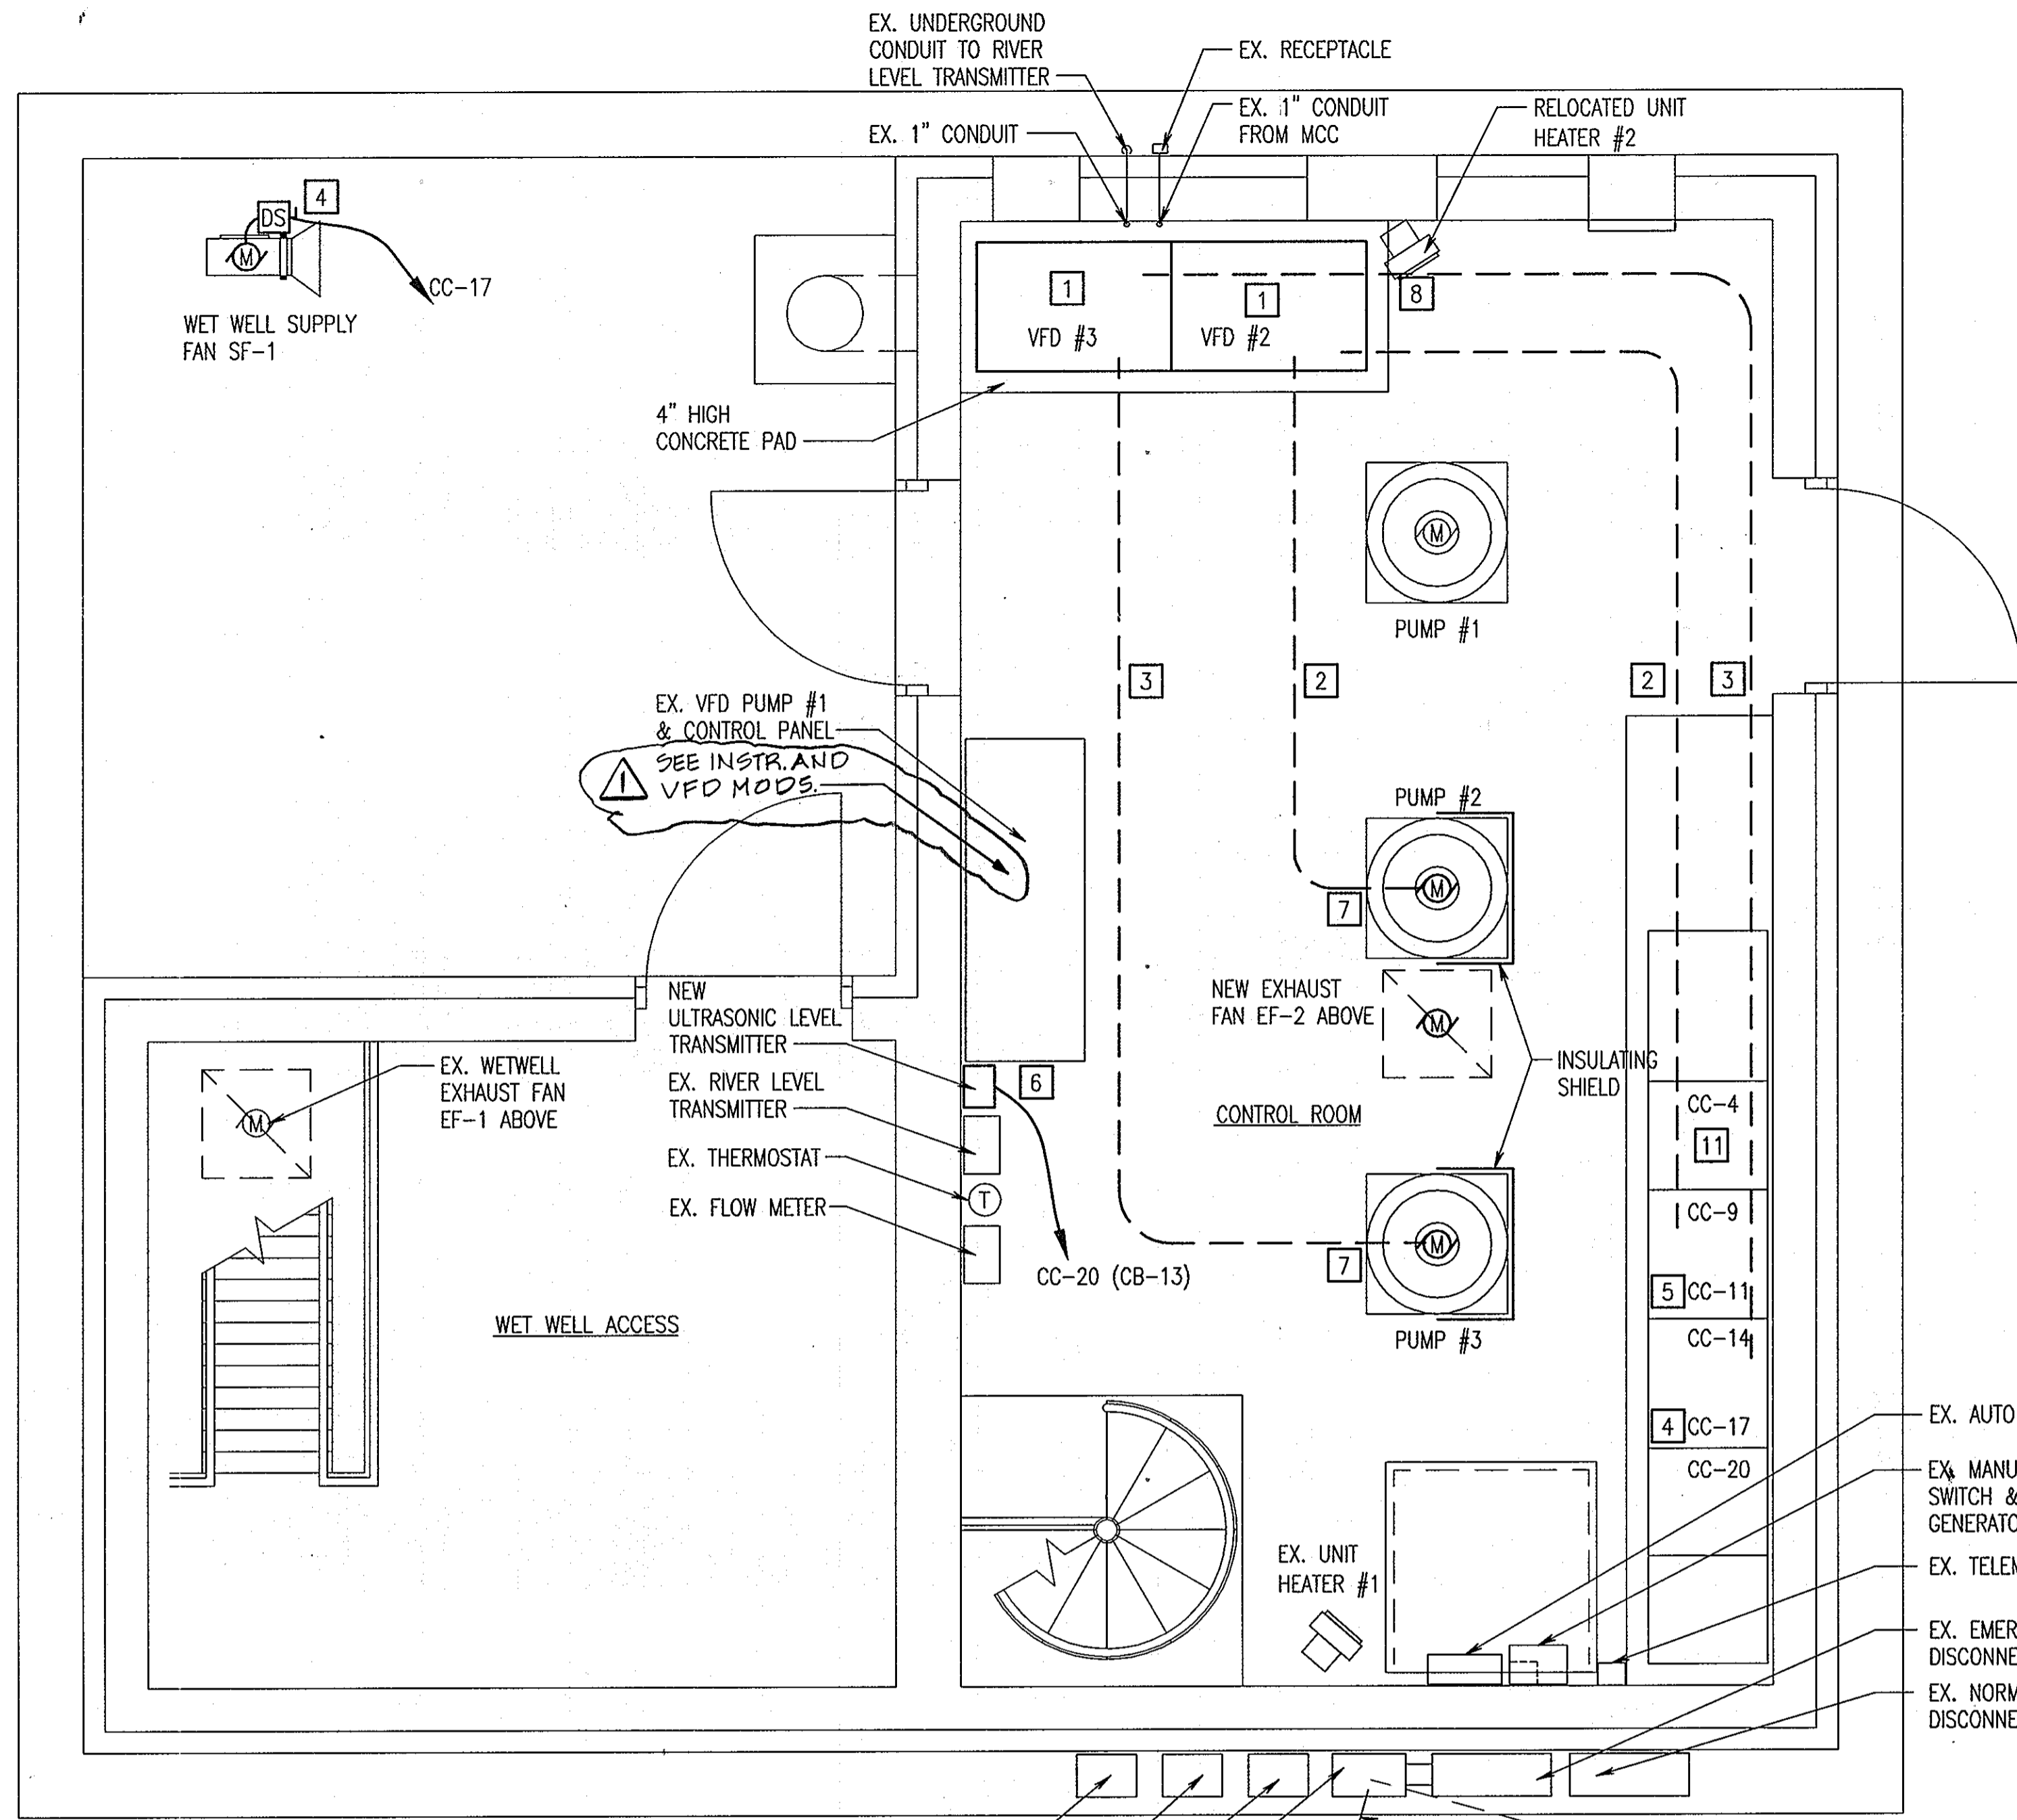 EX. UNDERGROUND
CONDUIT TO RIVER
LEVEL TRANSMITTER
EX. RECEPTACLE
EX. 1" CONDUIT
EX. 1" CONDUIT
FROM MCC
RELOCATED UNIT
HEATER #2
4
DS
M
CC-17
WET WELL SUPPLY
FAN SF-1
1
VFD #3
1
VFD #2
8
4" HIGH
CONCRETE PAD
M
PUMP #1
3
2
2
3
EX. VFD PUMP #1
& CONTROL PANEL
1
SEE INSTR. AND
VFD MODS.
PUMP #2
M
7
NEW EXHAUST
FAN EF-2 ABOVE
M
INSULATING
SHIELD
NEW
ULTRASONIC LEVEL
TRANSMITTER
6
EX. RIVER LEVEL
TRANSMITTER
EX. THERMOSTAT
T
EX. FLOW METER
CC-20 (CB-13)
EX. WETWELL
EXHAUST FAN
EF-1 ABOVE
M
CONTROL ROOM
WET WELL ACCESS
M
7
PUMP #3
CC-4
11
CC-9
5
CC-11
CC-14
4
CC-17
CC-20
EX. UNIT
HEATER #1
EX. AUTO
EX. MANU
SWITCH &
GENERATO
EX. TELEM
EX. EMER
DISCONNE
EX. NORM
DISCONNE